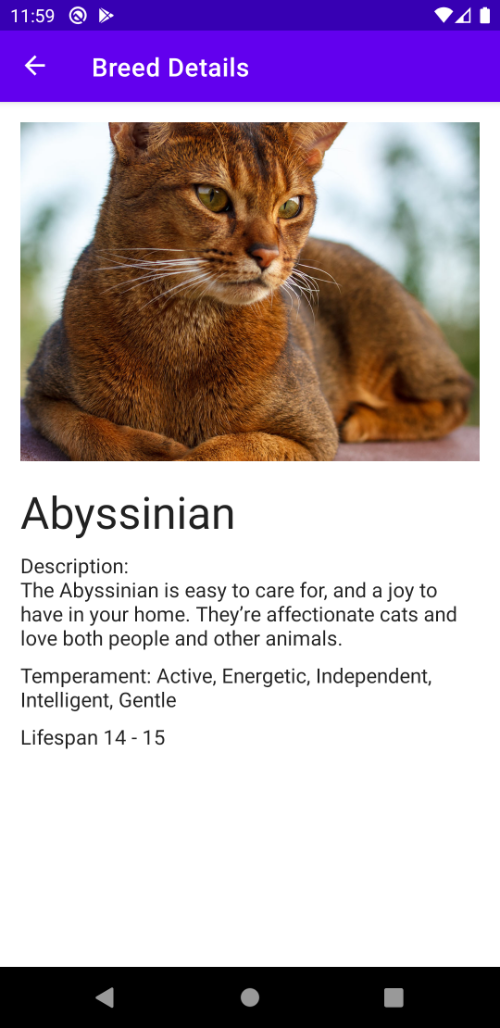 11:59
Breed Details
Abyssinian
Description:
The Abyssinian is easy to care for, and a joy to
have in your home. They’re affectionate cats and
love both people and other animals.
Temperament: Active, Energetic, Independent,
Intelligent, Gentle
Lifespan 14 - 15